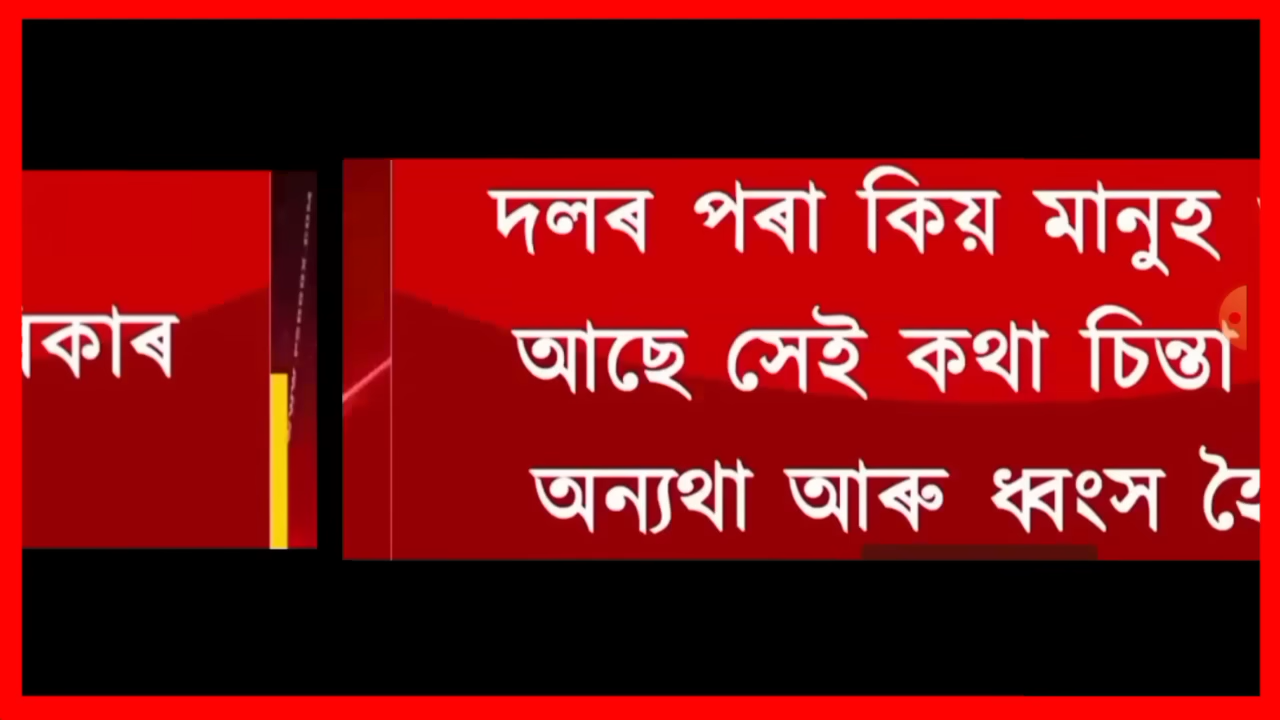 দলৰ পৰা কিয় মানুহ
আছে সেই কথা চিন্তা
অন্যথা আৰু ধ্বংস হৈ